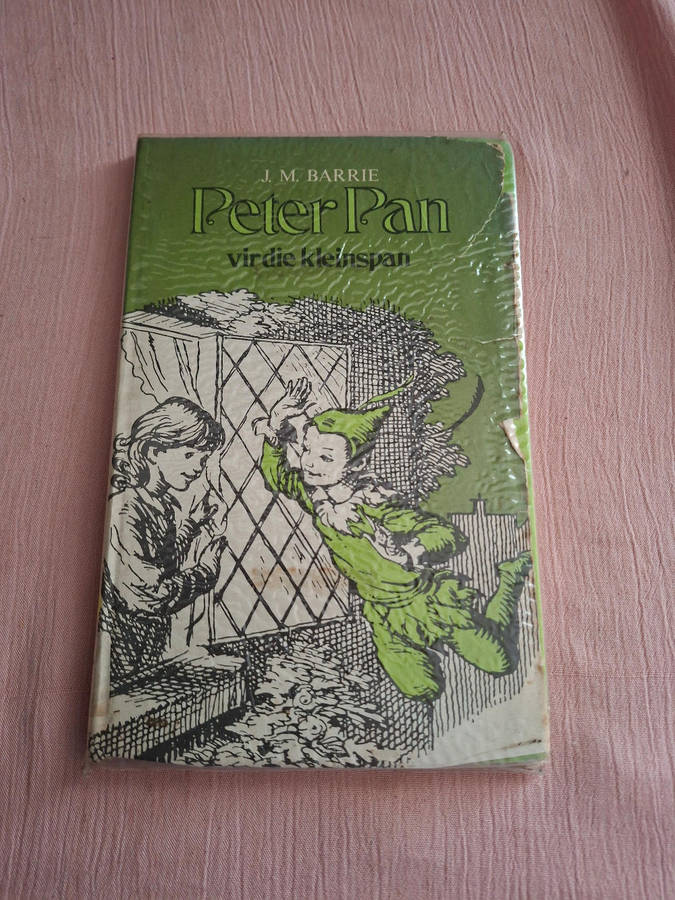 J. M. BARRIE
Peter Pan
vir die kleinspan